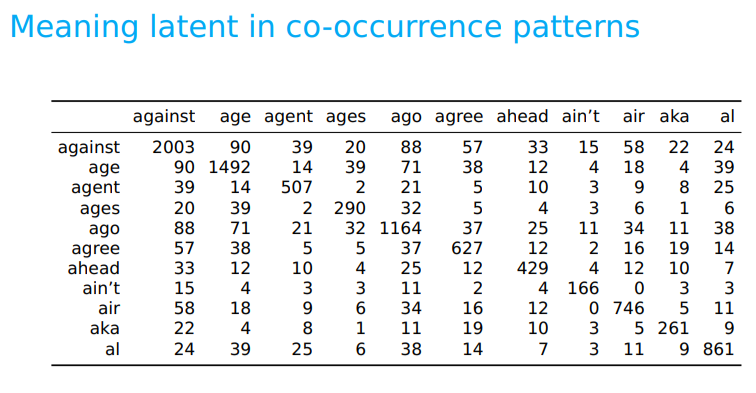 Meaning latent in co-occurrence patterns
against age agent ages ago agree ahead ain’t air aka al
against 2003 90 39 20 88 57 33 15 58 22 24
age 90 1492 14 39 71 38 12 4 18 4 39
agent 39 14 507 2 21 5 10 3 9 8 25
ages 20 39 2 290 32 5 4 3 6 1 6
ago 88 71 21 32 1164 37 25 11 34 11 38
agree 57 38 5 5 37 627 12 2 16 19 14
ahead 33 12 10 4 25 12 429 4 12 10 7
ain’t 15 4 3 3 11 2 4 166 0 3 3
air 58 18 9 6 34 16 12 0 746 5 11
aka 22 4 8 1 11 19 10 3 5 261 9
al 24 39 25 6 38 14 7 3 11 9 861